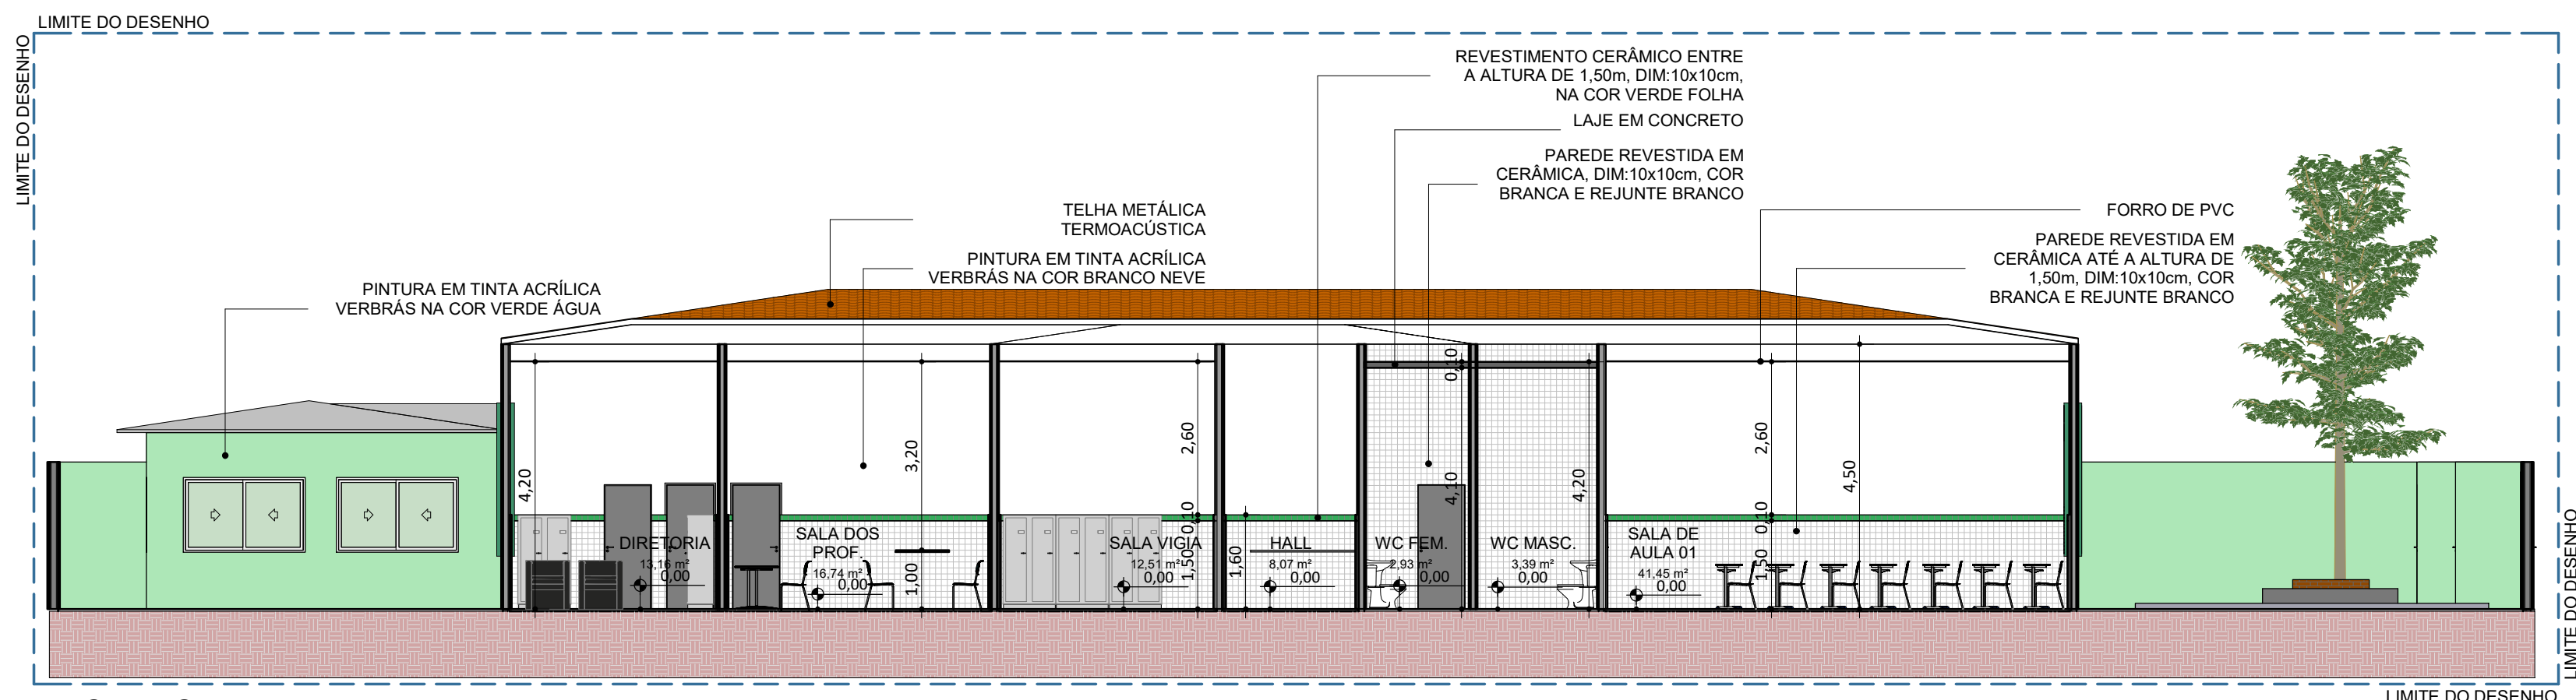 LIMITE DO DESENHO
LIMITE DO DESENHO
REVESTIMENTO CERÂMICO ENTRE
A ALTURA DE 1,50m, DIM:10x10cm,
NA COR VERDE FOLHA
LAJE EM CONCRETO
PAREDE REVESTIDA EM
CERÂMICA, DIM:10x10cm, COR
BRANCA E REJUNTE BRANCO
TELHA METÁLICA
TERMOACÚSTICA
FORRO DE PVC
PAREDE REVESTIDA EM
CERÂMICA ATÉ A ALTURA DE
1,50m, DIM:10x10cm, COR
BRANCA E REJUNTE BRANCO
PINTURA EM TINTA ACRÍLICA
VERBRÁS NA COR BRANCO NEVE
PINTURA EM TINTA ACRÍLICA
VERBRÁS NA COR VERDE ÁGUA
4,20
DIRETORIA
13,16 m²
0,00
SALA DOS
PROF.
16,74 m²
0,00
3,20
1,00
SALA VIGIA
12,51 m²
0,00
2,60
0,10
1,50
1,60
HALL
8,07 m²
0,00
WC FEM.
2,93 m²
0,00
0,10
4,10
WC MASC.
3,39 m²
0,00
4,20
SALA DE
AULA 01
41,45 m²
0,00
2,60
0,10
1,50
4,50
LIMITE DO DESENHO
LIMITE DO DESENHO